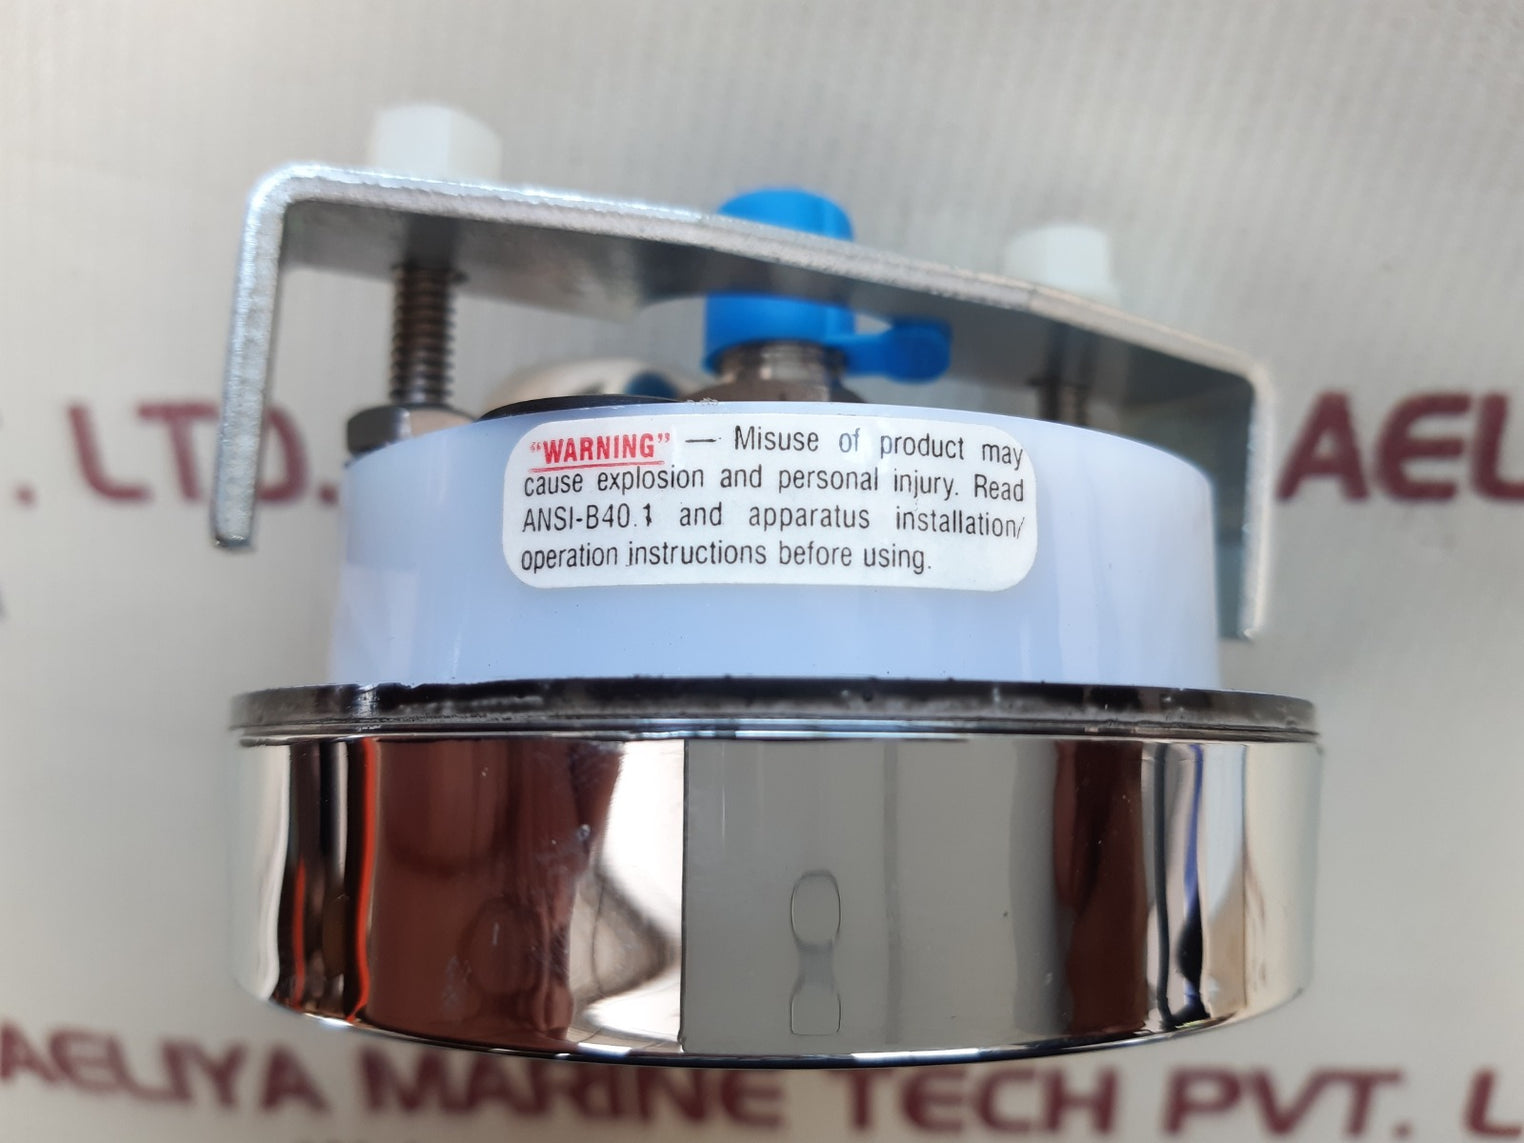 . LTD.
AEL
"WARNING" — Misuse of product may
cause explosion and personal injury. Read
ANSI-B40.1 and apparatus installation/
operation instructions before using.
AELIYA MARINE TECH PVT. L